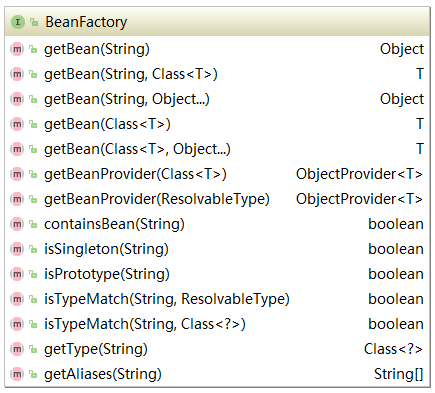 I BeanFactory
m getBean(String) Object
m getBean(String, Class<T>) T
m getBean(String, Object...) Object
m getBean(Class<T>) T
m getBean(Class<T>, Object...) T
m getBeanProvider(Class<T>) ObjectProvider<T>
m getBeanProvider(ResolvableType) ObjectProvider<T>
m containsBean(String) boolean
m isSingleton(String) boolean
m isPrototype(String) boolean
m isTypeMatch(String, ResolvableType) boolean
m isTypeMatch(String, Class<?>) boolean
m getType(String) Class<?>
m getAliases(String) String[]